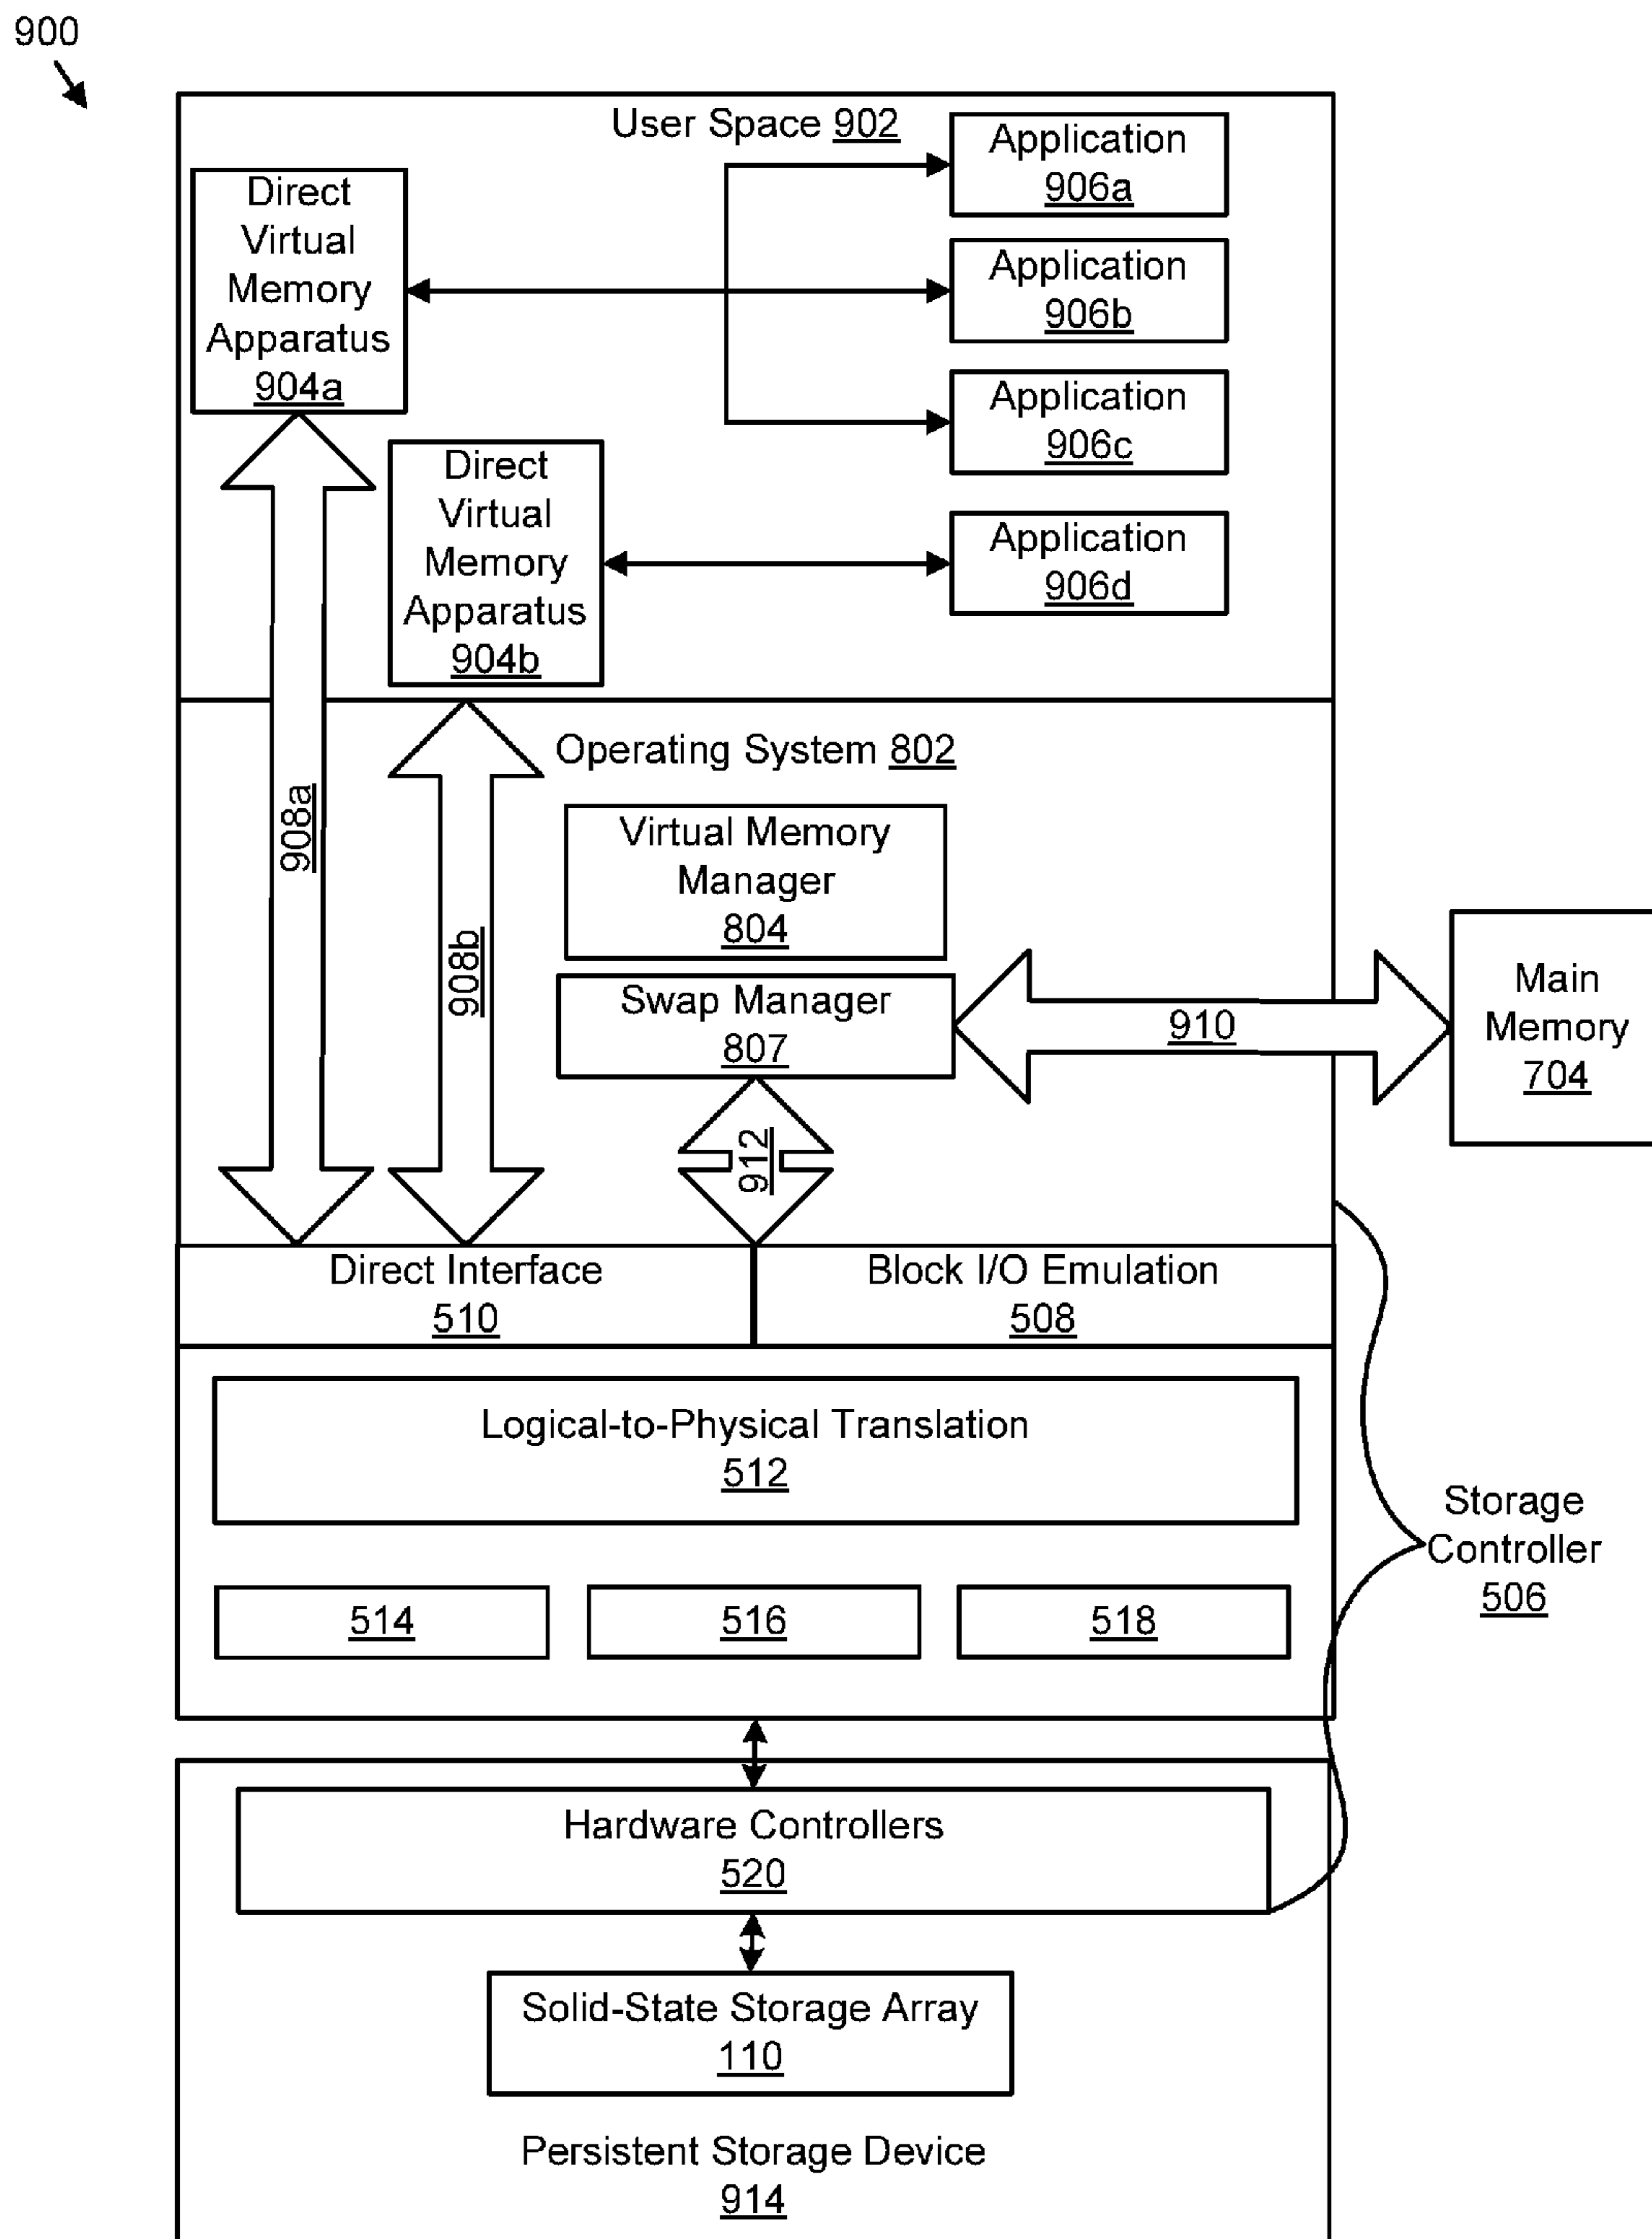 900
User Space 902
Application
906a
Direct
Virtual
Memory
Apparatus
904a
Application
906b
Application
906c
Direct
Virtual
Memory
Apparatus
904b
Application
906d
908a
908b
Operating System 802
Virtual Memory
Manager
804
Swap Manager
807
910
Main
Memory
704
912
Direct Interface
510
Block I/O Emulation
508
Logical-to-Physical Translation
512
Storage
Controller
506
514
516
518
Hardware Controllers
520
Solid-State Storage Array
110
Persistent Storage Device
914